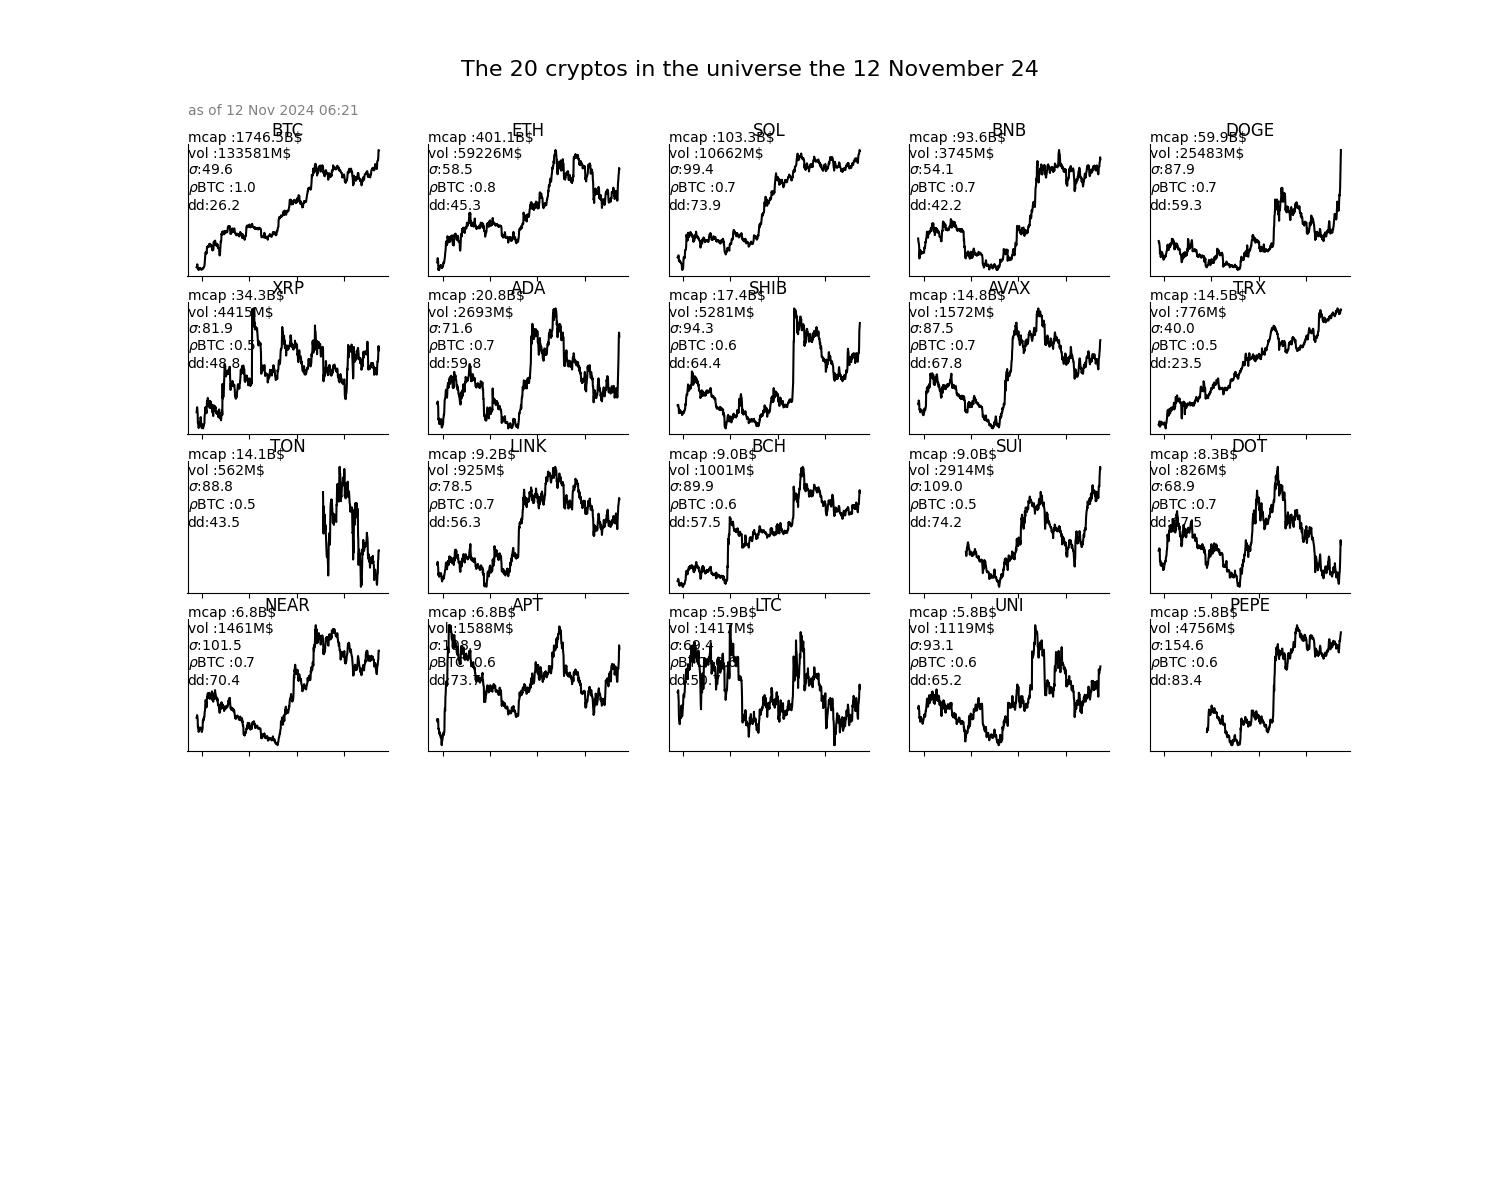 The 20 cryptos in the universe the 12 November 24
as of 12 Nov 2024 06:21
BTC
mcap :1746.5B$
vol :133581M$
σ:49.6
ρBTC :1.0
dd:26.2
ETH
mcap :401.1B$
vol :59226M$
σ:58.5
ρBTC :0.8
dd:45.3
SOL
mcap :103.3B$
vol :10662M$
σ:99.4
ρBTC :0.7
dd:73.9
BNB
mcap :93.6B$
vol :3745M$
σ:54.1
ρBTC :0.7
dd:42.2
DOGE
mcap :59.9B$
vol :25483M$
σ:87.9
ρBTC :0.7
dd:59.3
XRP
mcap :34.3B$
vol :4415M$
σ:81.9
ρBTC :0.5
dd:48.8
ADA
mcap :20.8B$
vol :2693M$
σ:71.6
ρBTC :0.7
dd:59.8
SHIB
mcap :17.4B$
vol :5281M$
σ:94.3
ρBTC :0.6
dd:64.4
AVAX
mcap :14.8B$
vol :1572M$
σ:87.5
ρBTC :0.7
dd:67.8
TRX
mcap :14.5B$
vol :776M$
σ:40.0
ρBTC :0.5
dd:23.5
TON
mcap :14.1B$
vol :562M$
σ:88.8
ρBTC :0.5
dd:43.5
LINK
mcap :9.2B$
vol :925M$
σ:78.5
ρBTC :0.7
dd:56.3
BCH
mcap :9.0B$
vol :1001M$
σ:89.9
ρBTC :0.6
dd:57.5
SUI
mcap :9.0B$
vol :2914M$
σ:109.0
ρBTC :0.5
dd:74.2
DOT
mcap :8.3B$
vol :826M$
σ:68.9
ρBTC :0.7
NEAR
mcap :6.8B$
vol :1461M$
σ:101.5
ρBTC :0.7
dd:70.4
APT
mcap :6.8B$
vol :1588M$
ρBTC :0.6
LTC
mcap :5.9B$
vol :1417M$
σ:69.4
UNI
mcap :5.8B$
vol :1119M$
σ:93.1
ρBTC :0.6
dd:65.2
PEPE
mcap :5.8B$
vol :4756M$
σ:154.6
ρBTC :0.6
dd:83.4